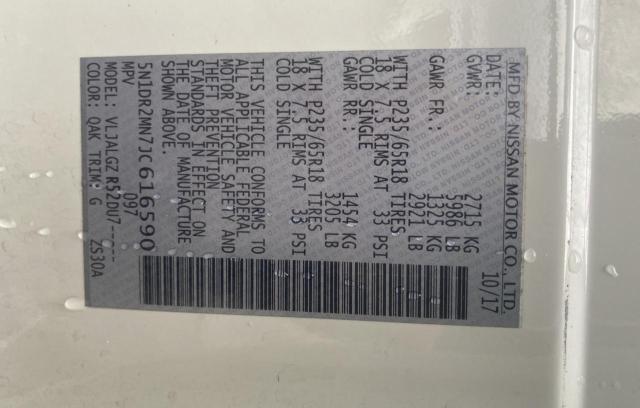 MFD BY NISSAN MOTOR CO., LTD.
DATE: 10/17
GVWR: 2715 KG
5986 LB
GAWR FR: 1325 KG
2921 LB
WITH P235/65R18 TIRES
18 X 7.5 RIMS AT 33 PSI
COLD SINGLE
GAWR RR: 1454 KG
3205 LB
WITH P235/65R18 TIRES
18 X 7.5 RIMS AT 33 PSI
COLD SINGLE
THIS VEHICLE CONFORMS TO
ALL APPLICABLE FEDERAL
MOTOR VEHICLE SAFETY AND
THEFT PREVENTION
STANDARDS IN EFFECT ON
THE DATE OF MANUFACTURE
SHOWN ABOVE.
5N1DR2MN7JC616590
MPV 097
MODEL: VLJALGZ R52DU7----
COLOR: QAK TRIM: G 2530A